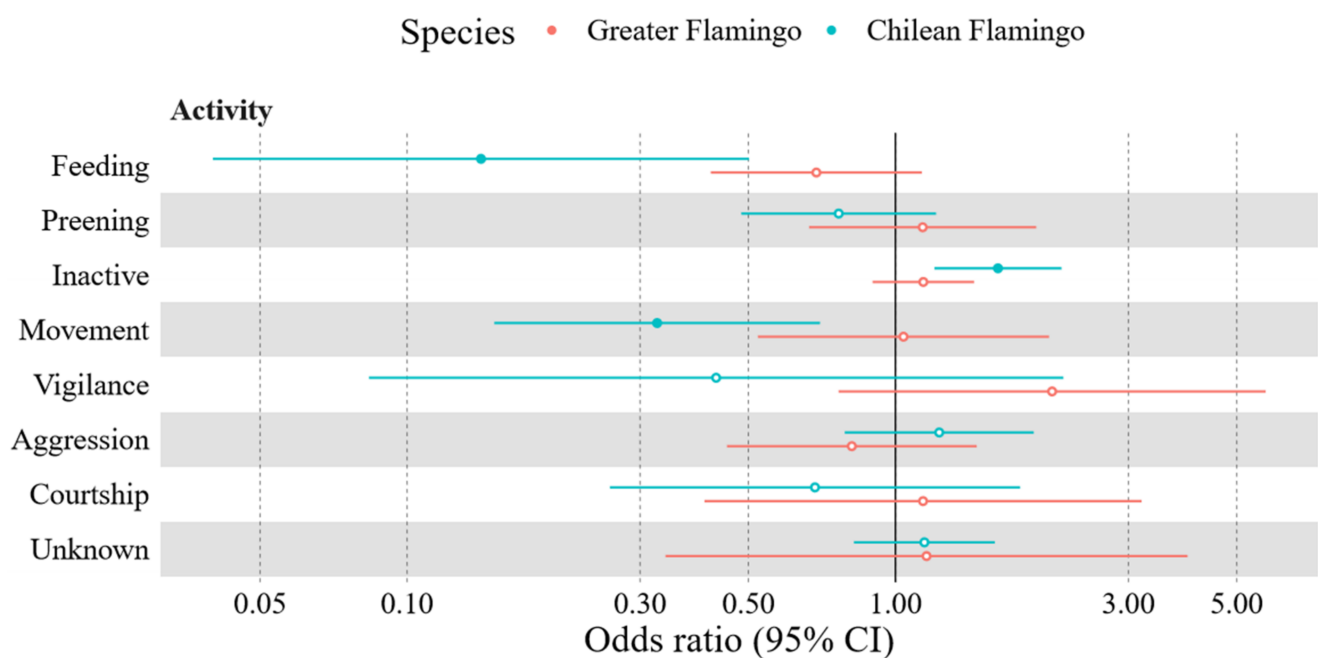 Species Greater Flamingo Chilean Flamingo
Activity
Feeding
Preening
Inactive
Movement
Vigilance
Aggression
Courtship
Unknown
0.05 0.10 0.30 0.50 1.00 3.00 5.00
Odds ratio (95% CI)